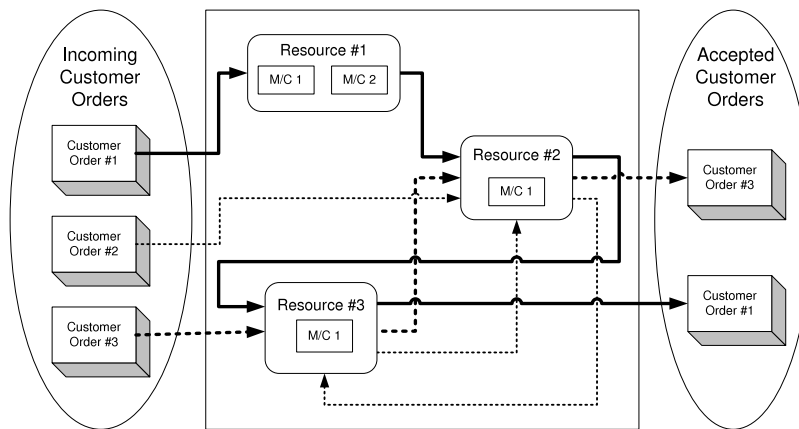 Incoming
Customer
Orders
Customer
Order #1
Customer
Order #2
Customer
Order #3
Resource #1
M/C 1
M/C 2
Resource #2
M/C 1
Resource #3
M/C 1
Accepted
Customer
Orders
Customer
Order #3
Customer
Order #1